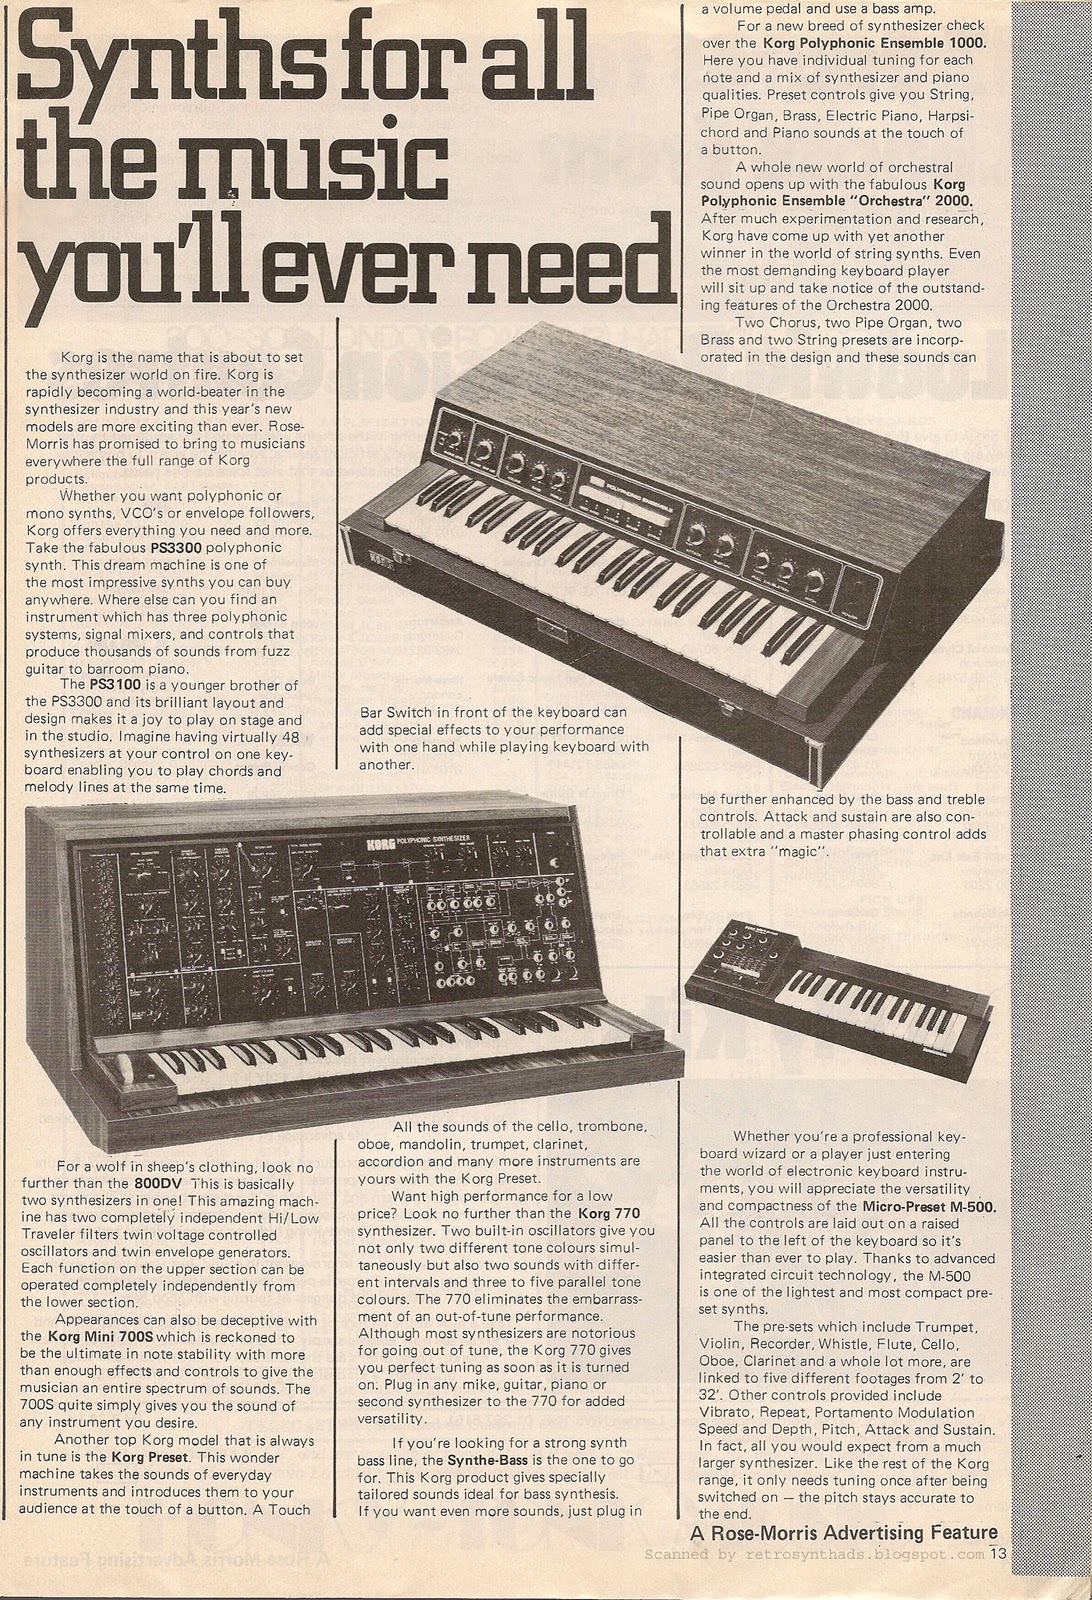 Synths for all
the music
you'll ever need
Korg is the name that is about to set
the synthesizer world on fire. Korg is
rapidly becoming a world-beater in the
synthesizer industry and this year's new
models are more exciting than ever. Rose-
Morris has promised to bring to musicians
everywhere the full range of Korg
products.
Whether you want polyphonic or
mono synths, VCO's or envelope followers,
Korg offers everything you need and more.
Take the fabulous PS3300 polyphonic
synth. This dream machine is one of
the most impressive synths you can buy
anywhere. Where else can you find an
instrument which has three polyphonic
systems, signal mixers, and controls that
produce thousands of sounds from fuzz
guitar to barroom piano.
The PS3100 is a younger brother of
the PS3300 and its brilliant layout and
design makes it a joy to play on stage and
in the studio. Imagine having virtually 48
synthesizers at your control on one key-
board enabling you to play chords and
melody lines at the same time.
KORG POLYPHONIC SYNTHESIZER
For a wolf in sheep's clothing, look no
further than the 800DV This is basically
two synthesizers in one! This amazing mach-
ine has two completely independent Hi/Low
Traveler filters twin voltage controlled
oscillators and twin envelope generators.
Each function on the upper section can be
operated completely independently from
the lower section.
Appearances can also be deceptive with
the Korg Mini 700S which is reckoned to
be the ultimate in note stability with more
than enough effects and controls to give the
musician an entire spectrum of sounds. The
700S quite simply gives you the sound of
any instrument you desire.
Another top Korg model that is always
in tune is the Korg Preset. This wonder
machine takes the sounds of everyday
instruments and introduces them to your
audience at the touch of a button. A Touch
POLYPHONIC ENSEMBLE
KORG
Bar Switch in front of the keyboard can
add special effects to your performance
with one hand while playing keyboard with
another.
All the sounds of the cello, trombone,
oboe, mandolin, trumpet, clarinet,
accordion and many more instruments are
yours with the Korg Preset.
Want high performance for a low
price? Look no further than the Korg 770
synthesizer. Two built-in oscillators give you
not only two different tone colours simul-
taneously but also two sounds with differ-
ent intervals and three to five parallel tone
colours. The 770 eliminates the embarrass-
ment of an out-of-tune performance.
Although most synthesizers are notorious
for going out of tune, the Korg 770 gives
you perfect tuning as soon as it is turned
on. Plug in any mike, guitar, piano or
second synthesizer to the 770 for added
versatility.
If you're looking for a strong synth
bass line, the Synthe-Bass is the one to go
for. This Korg product gives specially
tailored sounds ideal for bass synthesis.
If you want even more sounds, just plug in
a volume pedal and use a bass amp.
For a new breed of synthesizer check
over the Korg Polyphonic Ensemble 1000.
Here you have individual tuning for each
note and a mix of synthesizer and piano
qualities. Preset controls give you String,
Pipe Organ, Brass, Electric Piano, Harpsi-
chord and Piano sounds at the touch of
a button.
A whole new world of orchestral
sound opens up with the fabulous Korg
Polyphonic Ensemble "Orchestra" 2000.
After much experimentation and research,
Korg have come up with yet another
winner in the world of string synths. Even
the most demanding keyboard player
will sit up and take notice of the outstand-
ing features of the Orchestra 2000.
Two Chorus, two Pipe Organ, two
Brass and two String presets are incorp-
orated in the design and these sounds can
be further enhanced by the bass and treble
controls. Attack and sustain are also con-
trollable and a master phasing control adds
that extra "magic".
Whether you're a professional key-
board wizard or a player just entering
the world of electronic keyboard instru-
ments, you will appreciate the versatility
and compactness of the Micro-Preset M-500.
All the controls are laid out on a raised
panel to the left of the keyboard so it's
easier than ever to play. Thanks to advanced
integrated circuit technology, the M-500
is one of the lightest and most compact pre-
set synths.
The pre-sets which include Trumpet,
Violin, Recorder, Whistle, Flute, Cello,
Oboe, Clarinet and a whole lot more, are
linked to five different footages from 2' to
32'. Other controls provided include
Vibrato, Repeat, Portamento Modulation
Speed and Depth, Pitch, Attack and Sustain.
In fact, all you would expect from a much
larger synthesizer. Like the rest of the Korg
range, it only needs tuning once after being
switched on — the pitch stays accurate to
the end.
A Rose-Morris Advertising Feature
Scanned by retrosynthads.blogspot.com 13